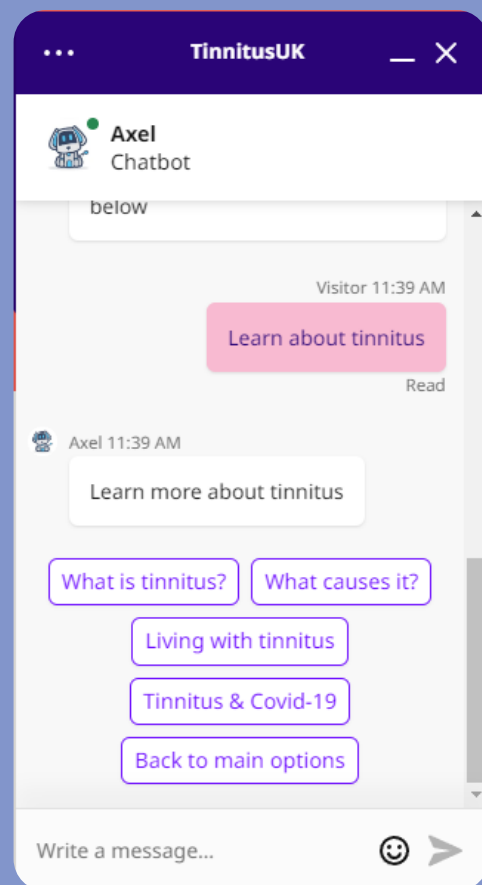 TinnitusUK
Axel
Chatbot
below
Visitor 11:39 AM
Learn about tinnitus
Read
Axel 11:39 AM
Learn more about tinnitus
What is tinnitus?
What causes it?
Living with tinnitus
Tinnitus & Covid-19
Back to main options
Write a message...